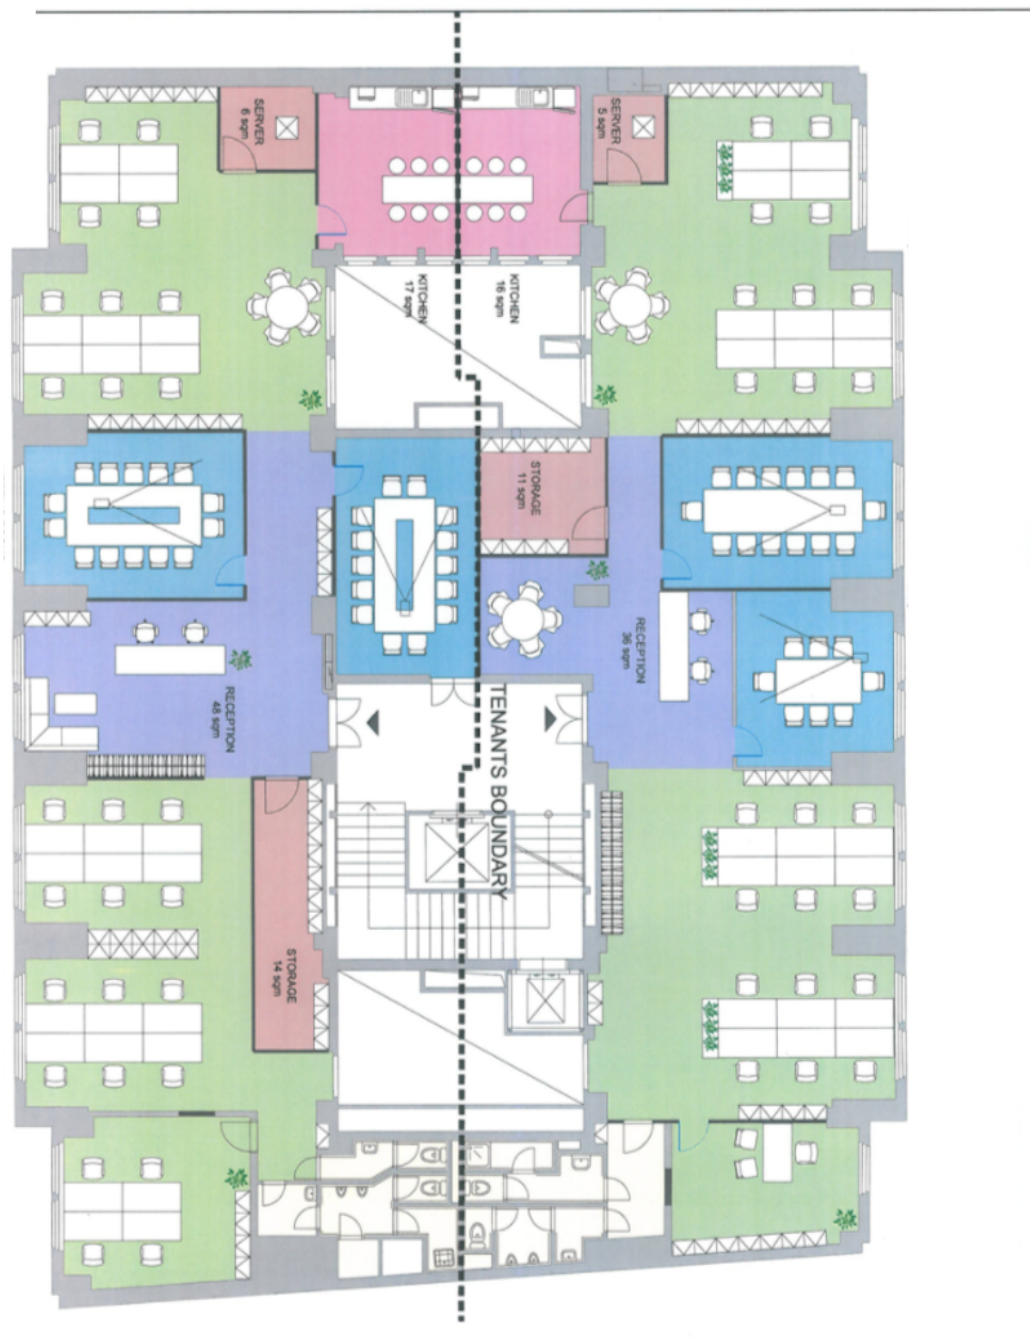 SERVER
6 sqm
SERVER
5 sqm
KITCHEN
17 sqm
KITCHEN
16 sqm
STORAGE
11 sqm
RECEPTION
36 sqm
RECEPTION
48 sqm
TENANTS BOUNDARY
STORAGE
14 sqm